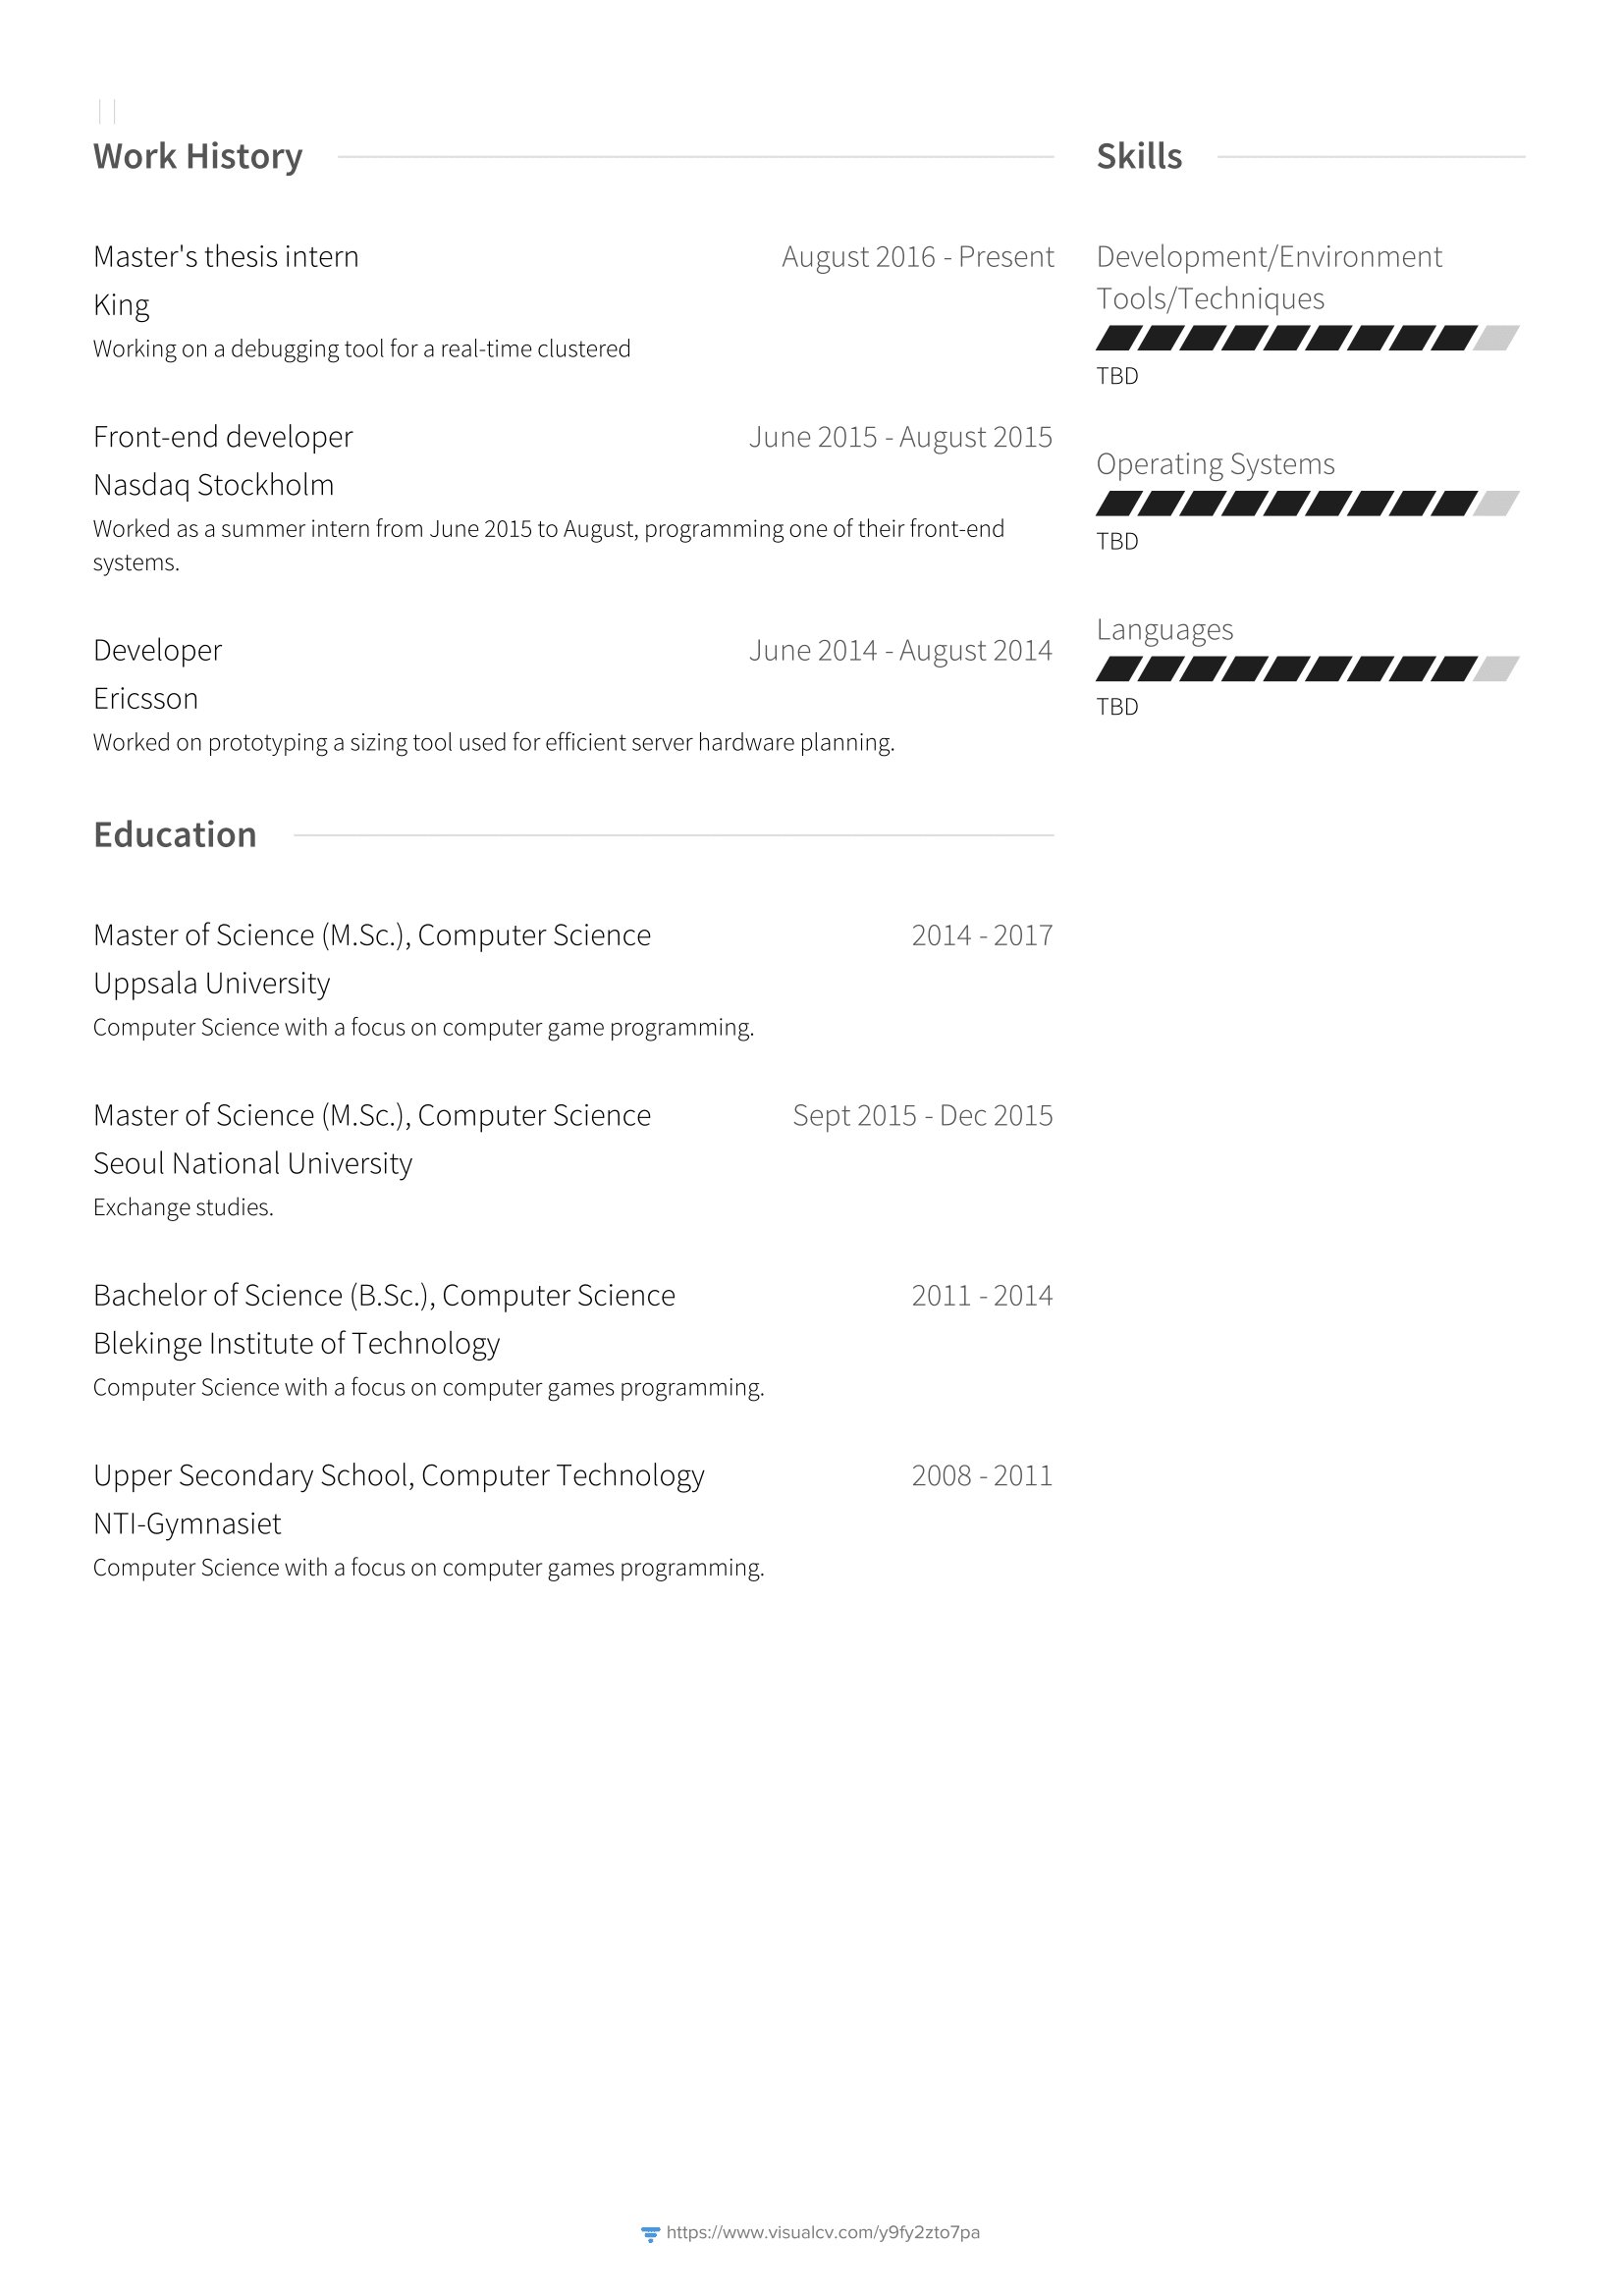 Work History
Master's thesis intern August 2016 - Present
King
Working on a debugging tool for a real-time clustered
Front-end developer June 2015 - August 2015
Nasdaq Stockholm
Worked as a summer intern from June 2015 to August, programming one of their front-end
systems.
Developer June 2014 - August 2014
Ericsson
Worked on prototyping a sizing tool used for efficient server hardware planning.
Education
Master of Science (M.Sc.), Computer Science 2014 - 2017
Uppsala University
Computer Science with a focus on computer game programming.
Master of Science (M.Sc.), Computer Science Sept 2015 - Dec 2015
Seoul National University
Exchange studies.
Bachelor of Science (B.Sc.), Computer Science 2011 - 2014
Blekinge Institute of Technology
Computer Science with a focus on computer games programming.
Upper Secondary School, Computer Technology 2008 - 2011
NTI-Gymnasiet
Computer Science with a focus on computer games programming.
Skills
Development/Environment
Tools/Techniques
TBD
Operating Systems
TBD
Languages
TBD
https://www.visualcv.com/y9fy2zto7pa